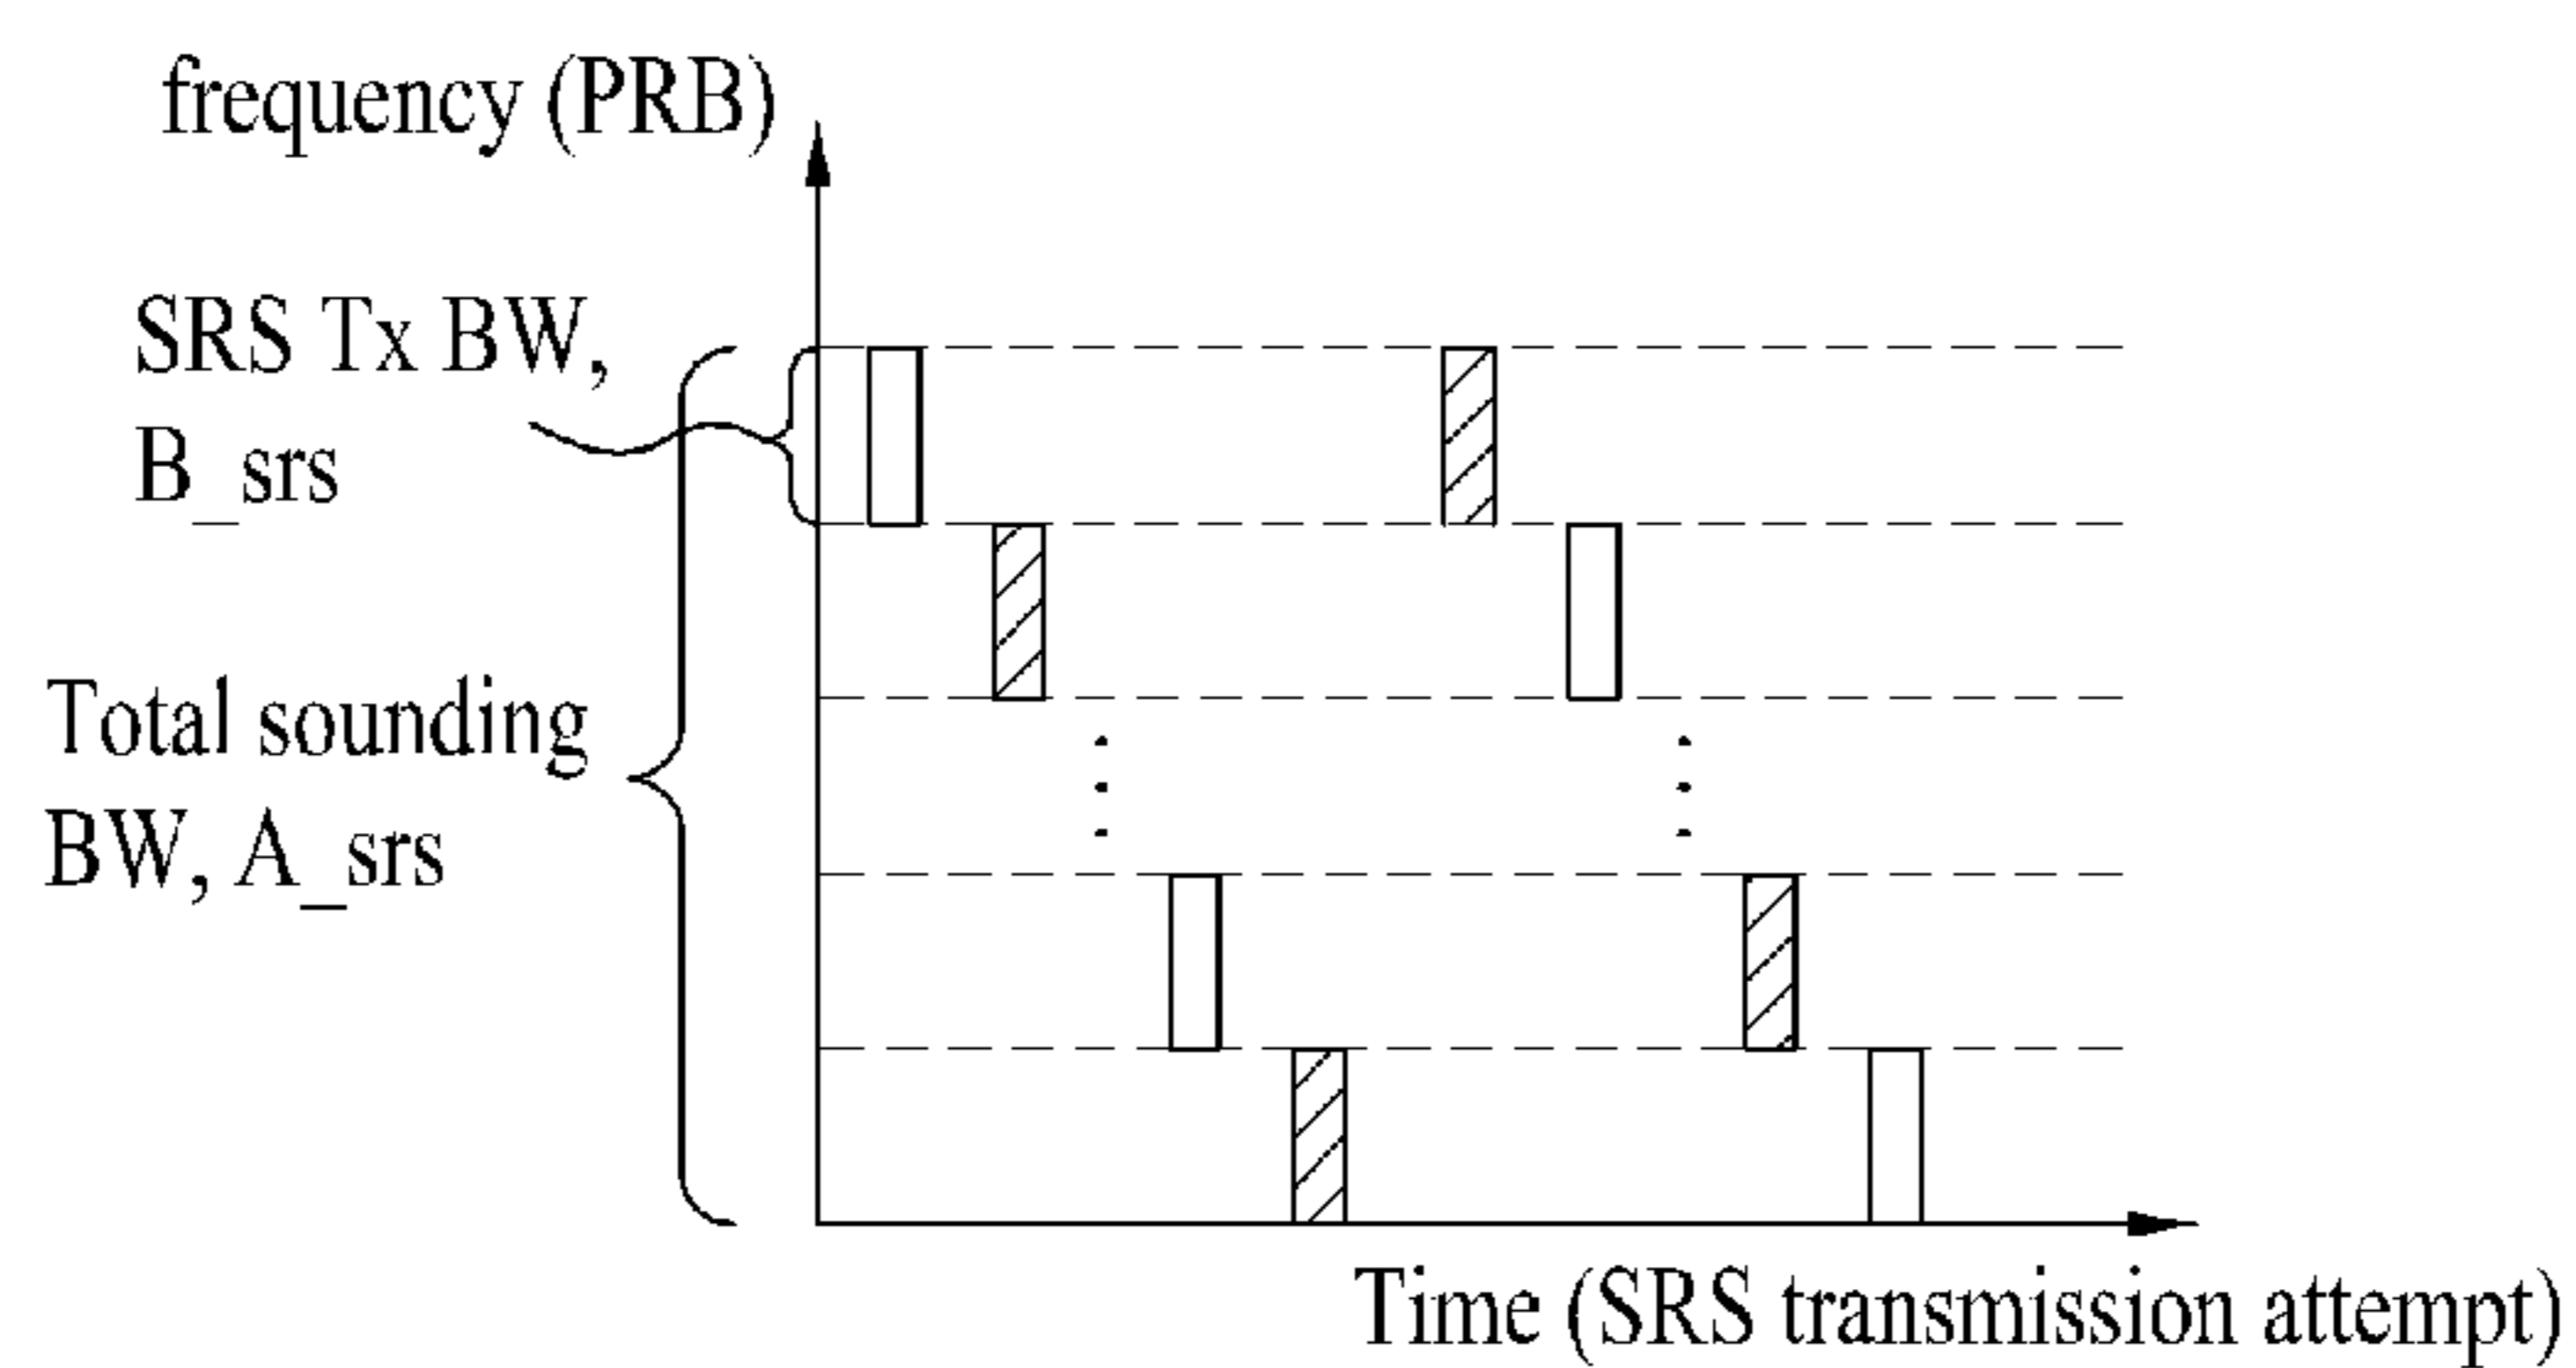 frequency (PRB)
SRS Tx BW,
B_srs
Total sounding
BW, A_srs
Time (SRS transmission attempt)